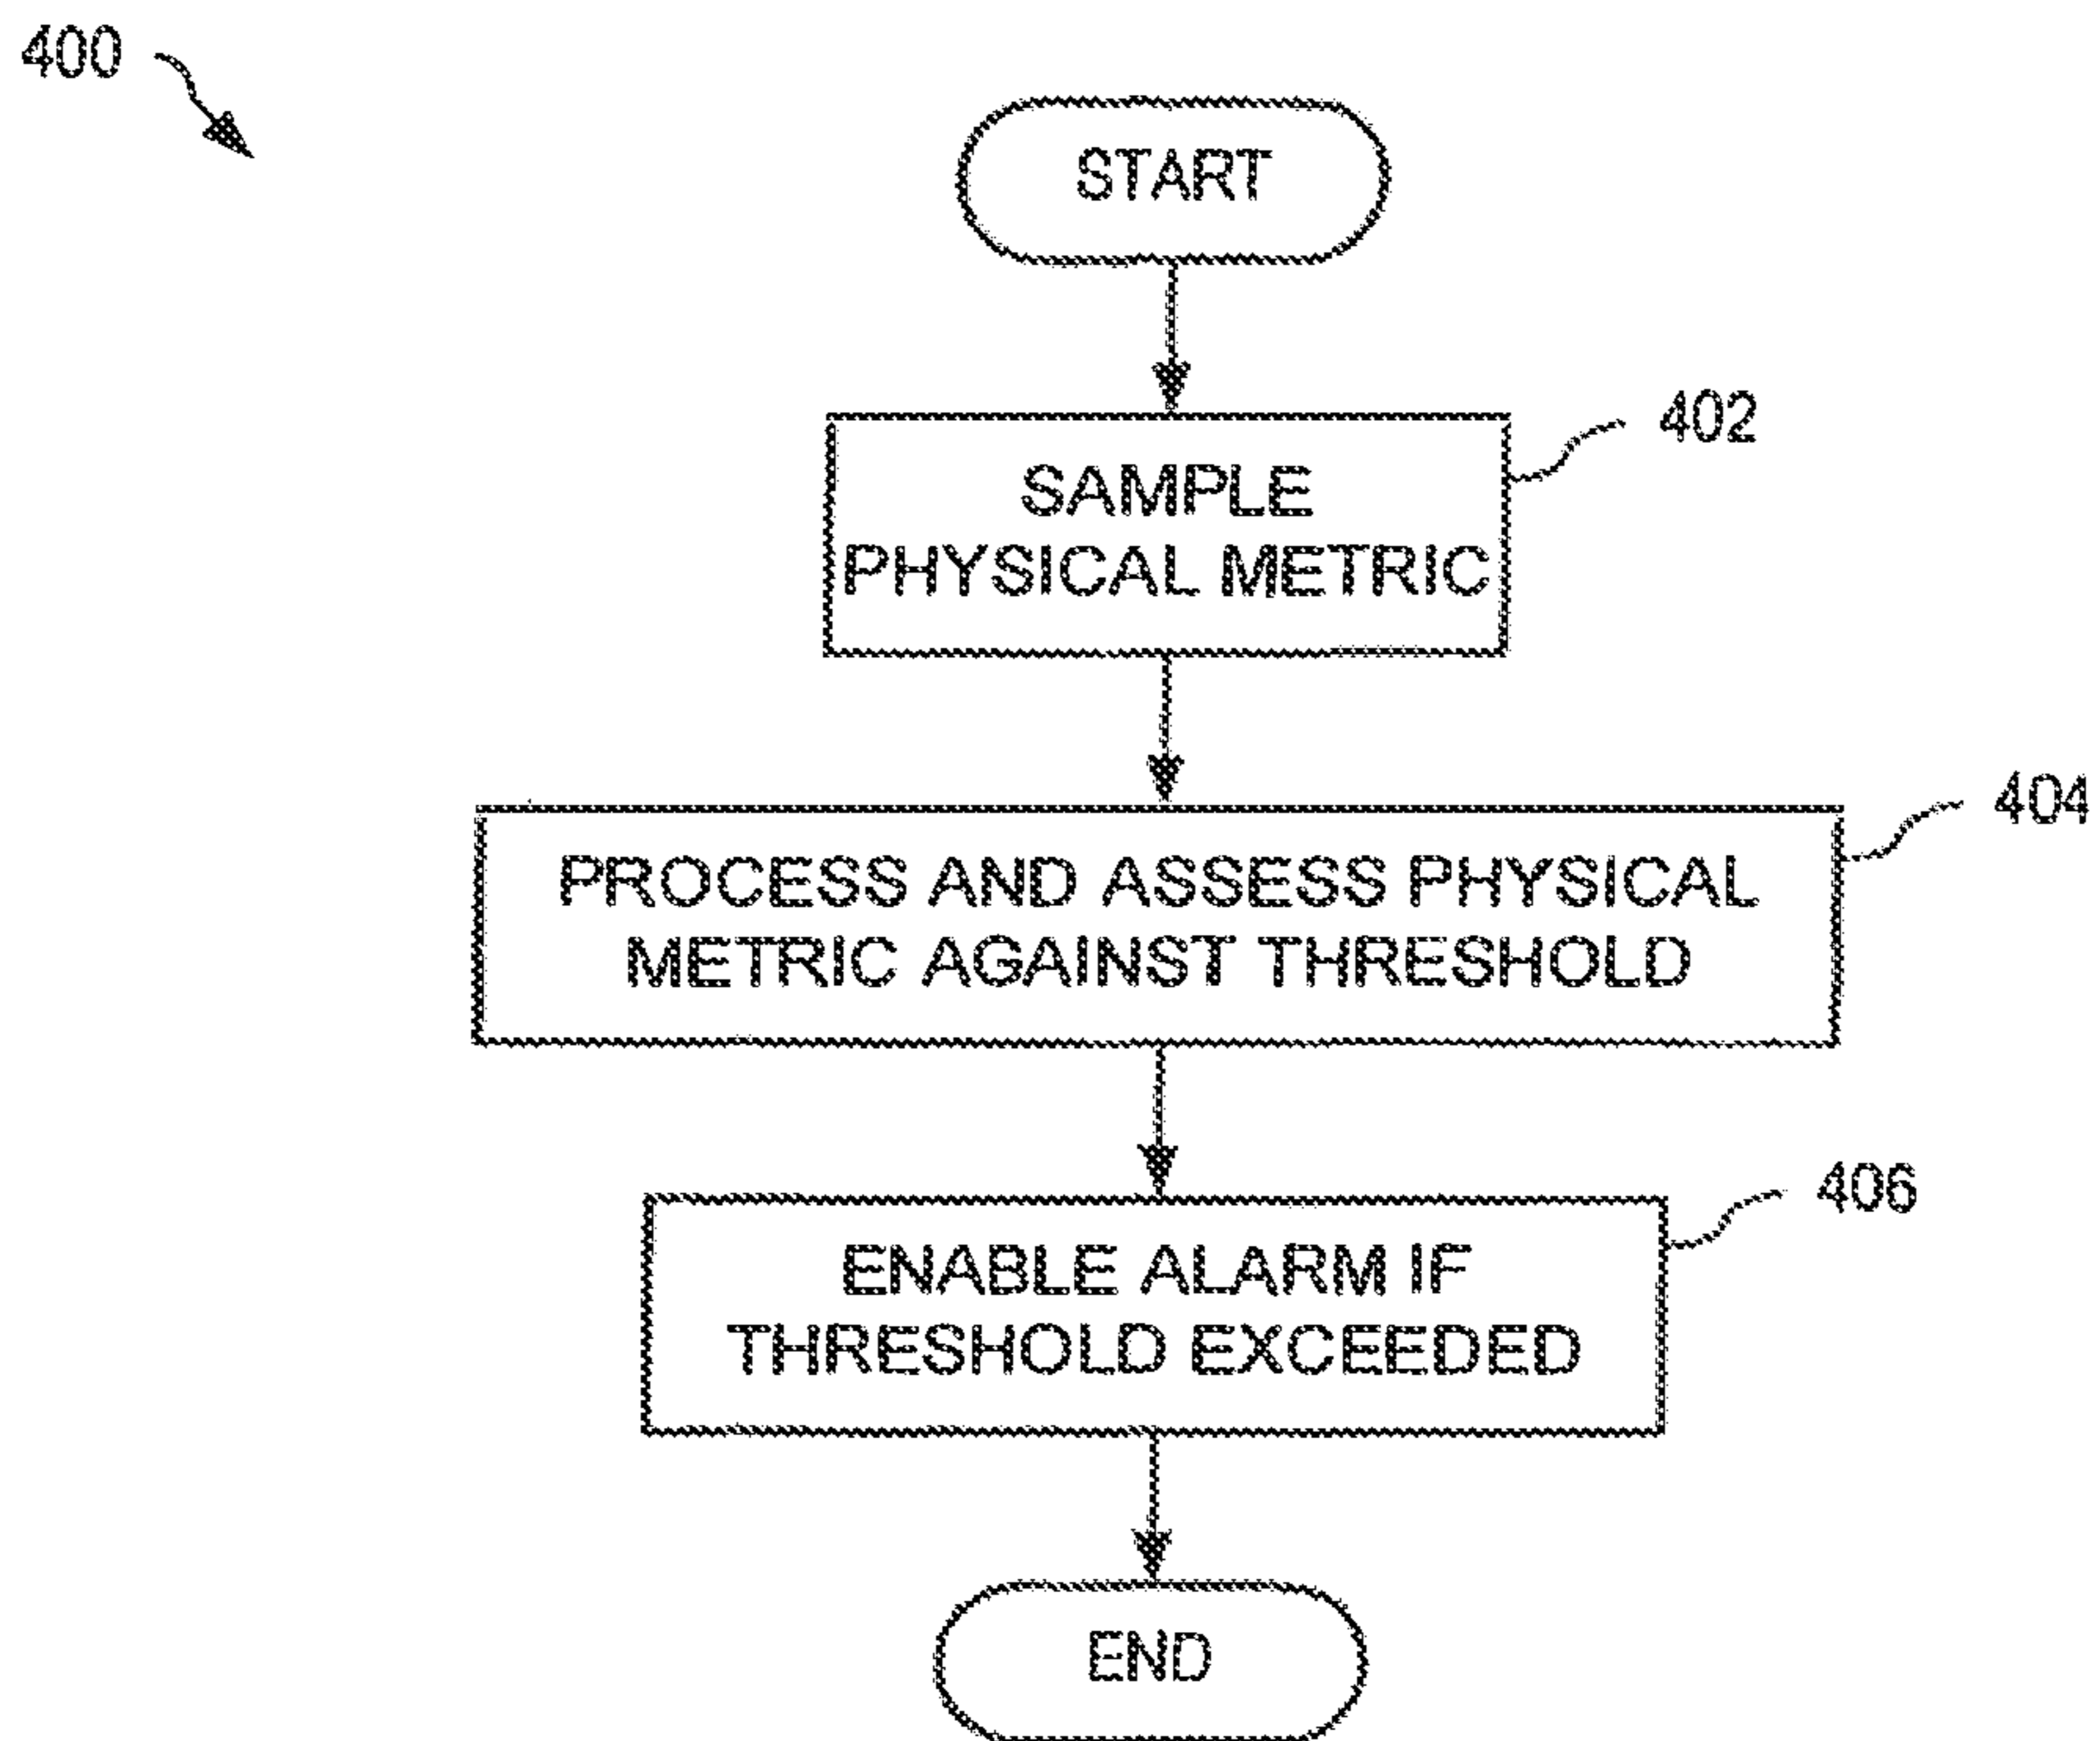 400
START
402
SAMPLE
PHYSICAL METRIC
404
PROCESS AND ASSESS PHYSICAL
METRIC AGAINST THRESHOLD
406
ENABLE ALARM IF
THRESHOLD EXCEEDED
END